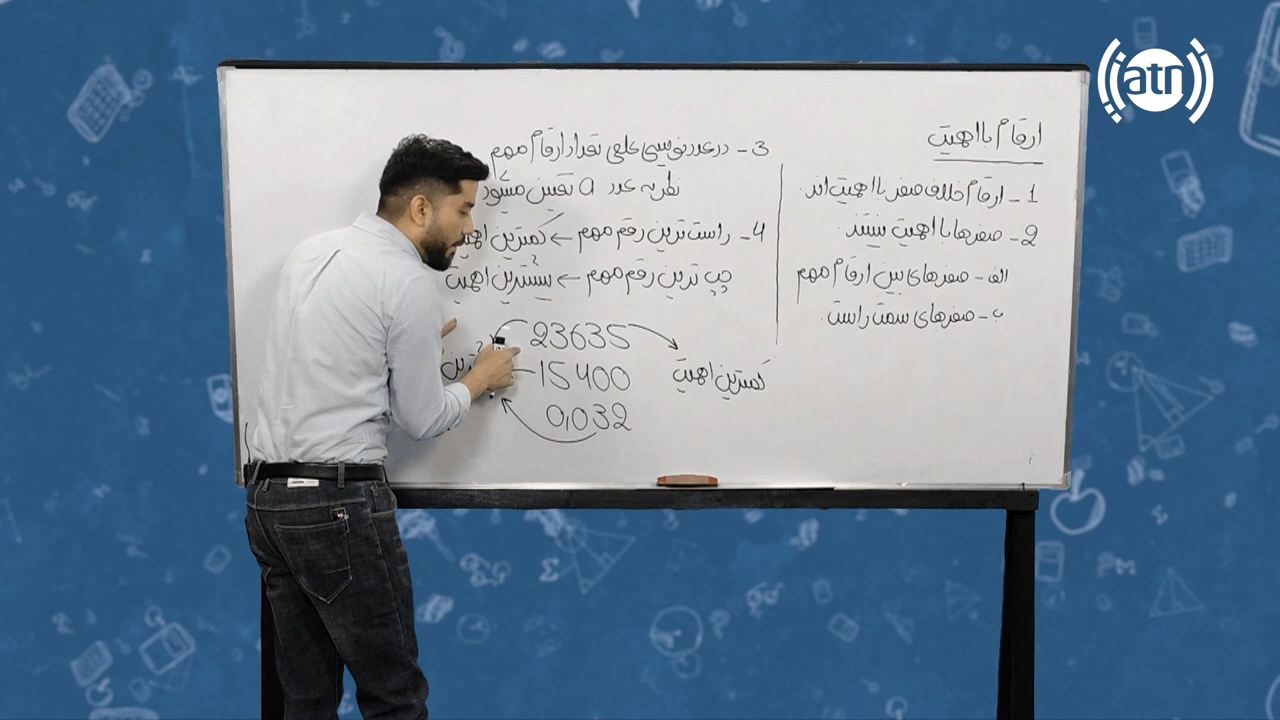 ارقام با اهمیت
1- ارقام خلاف صفر با اهمیت اند.
2- صفرها با اهمیت نیستند.
الف- صفرهای بین ارقام مهم
ب- صفرهای سمت راست
3- در عدد نویسی علمی تعداد ارقام مهم
نظر به عدد a تعیین میشود
4- راست ترین رقم مهم ← کمترین
چپ ترین رقم مهم ← بیشترین اهمیت
23635
کمترین اهمیت
15400
0,032
atn